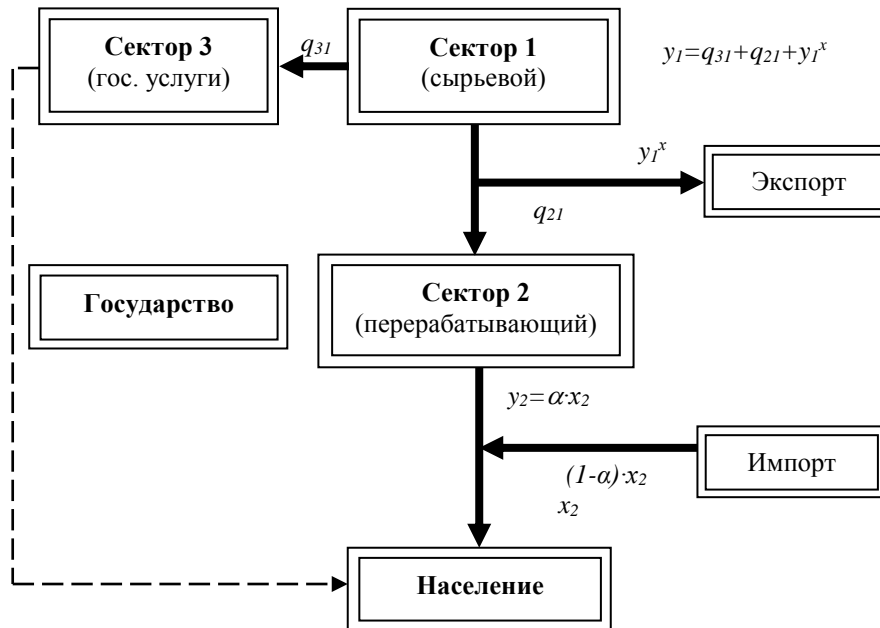 Сектор 3
(гос. услуги)
q₃₁
Сектор 1
(сырьевой)
y₁=q₃₁+q₂₁+y₁ˣ
y₁ˣ
Экспорт
q₂₁
Государство
Сектор 2
(перерабатывающий)
y₂=α·x₂
Импорт
(1-α)·x₂
x₂
Население